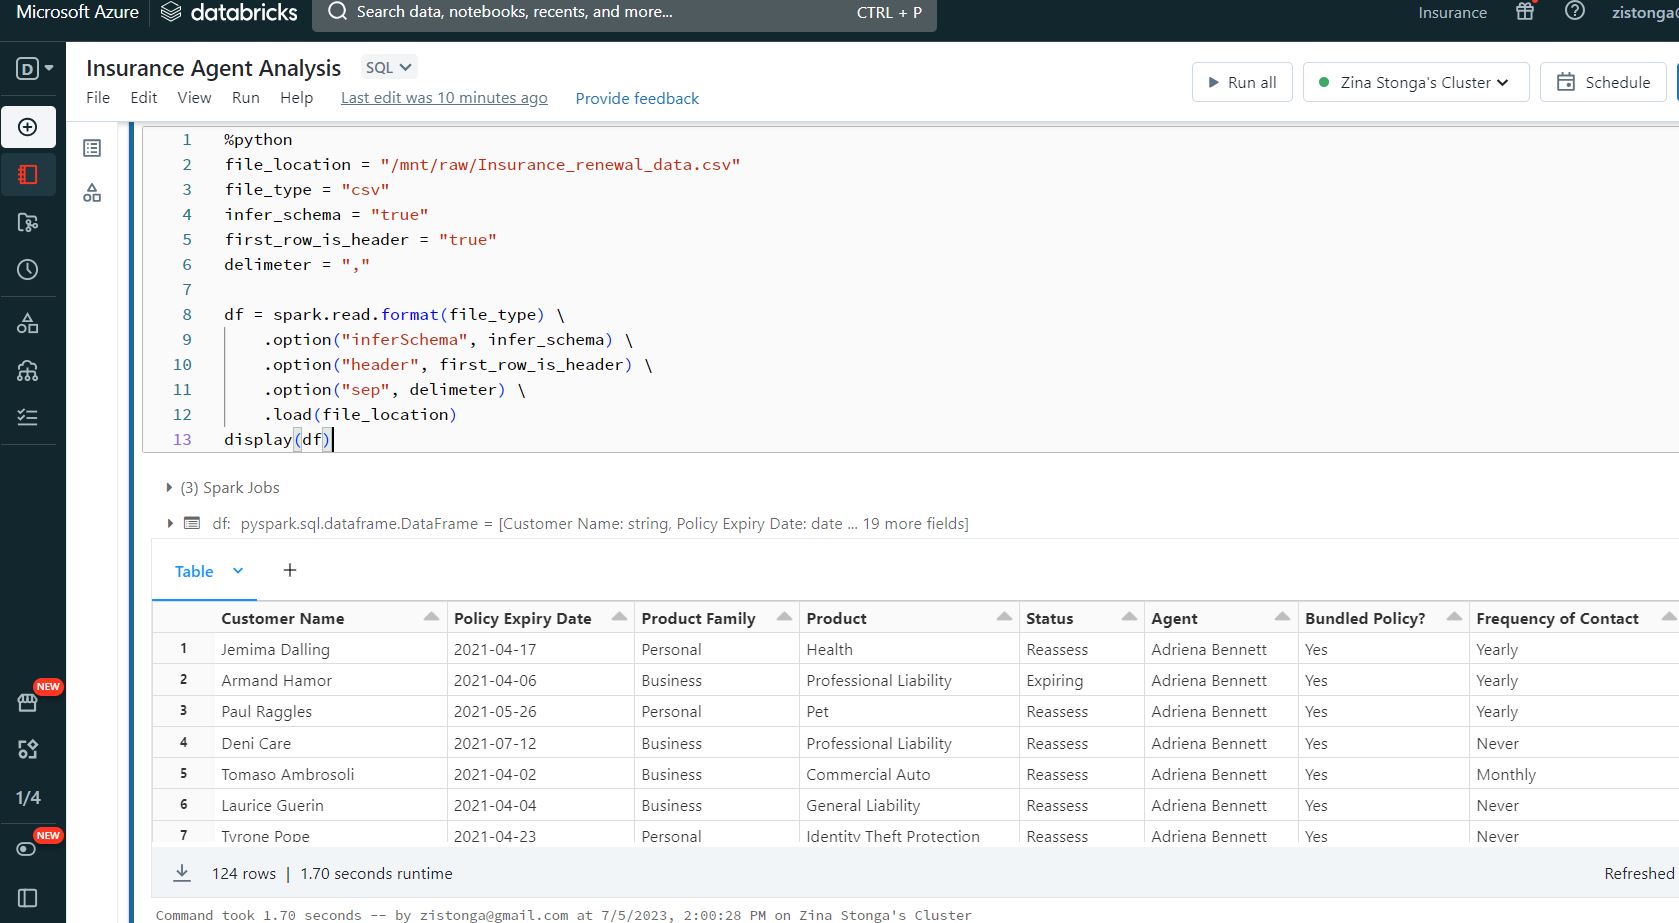 Microsoft Azure databricks Search data, notebooks, recents, and more... CTRL + P Insurance ? zistonga@
D Insurance Agent Analysis SQL Run all Zina Stonga's Cluster Schedule
File Edit View Run Help Last edit was 10 minutes ago Provide feedback
1 %python
2 file_location = "/mnt/raw/Insurance_renewal_data.csv"
3 file_type = "csv"
4 infer_schema = "true"
5 first_row_is_header = "true"
6 delimeter = ","
7
8 df = spark.read.format(file_type) \
9 .option("inferSchema", infer_schema) \
10 .option("header", first_row_is_header) \
11 .option("sep", delimeter) \
12 .load(file_location)
13 display(df)
(3) Spark Jobs
df: pyspark.sql.dataframe.DataFrame = [Customer Name: string, Policy Expiry Date: date ... 19 more fields]
Table +
Customer Name Policy Expiry Date Product Family Product Status Agent Bundled Policy? Frequency of Contact
1 Jemima Dalling 2021-04-17 Personal Health Reassess Adriena Bennett Yes Yearly
2 Armand Hamor 2021-04-06 Business Professional Liability Expiring Adriena Bennett Yes Yearly
NEW
3 Paul Raggles 2021-05-26 Personal Pet Reassess Adriena Bennett Yes Yearly
4 Deni Care 2021-07-12 Business Professional Liability Reassess Adriena Bennett Yes Never
5 Tomaso Ambrosoli 2021-04-02 Business Commercial Auto Reassess Adriena Bennett Yes Monthly
1/4
6 Laurice Guerin 2021-04-04 Business General Liability Reassess Adriena Bennett Yes Never
NEW
7 Tyrone Pope 2021-04-23 Personal Identity Theft Protection Reassess Adriena Bennett Yes Never
124 rows | 1.70 seconds runtime Refreshed
Command took 1.70 seconds -- by zistonga@gmail.com at 7/5/2023, 2:00:28 PM on Zina Stonga's Cluster